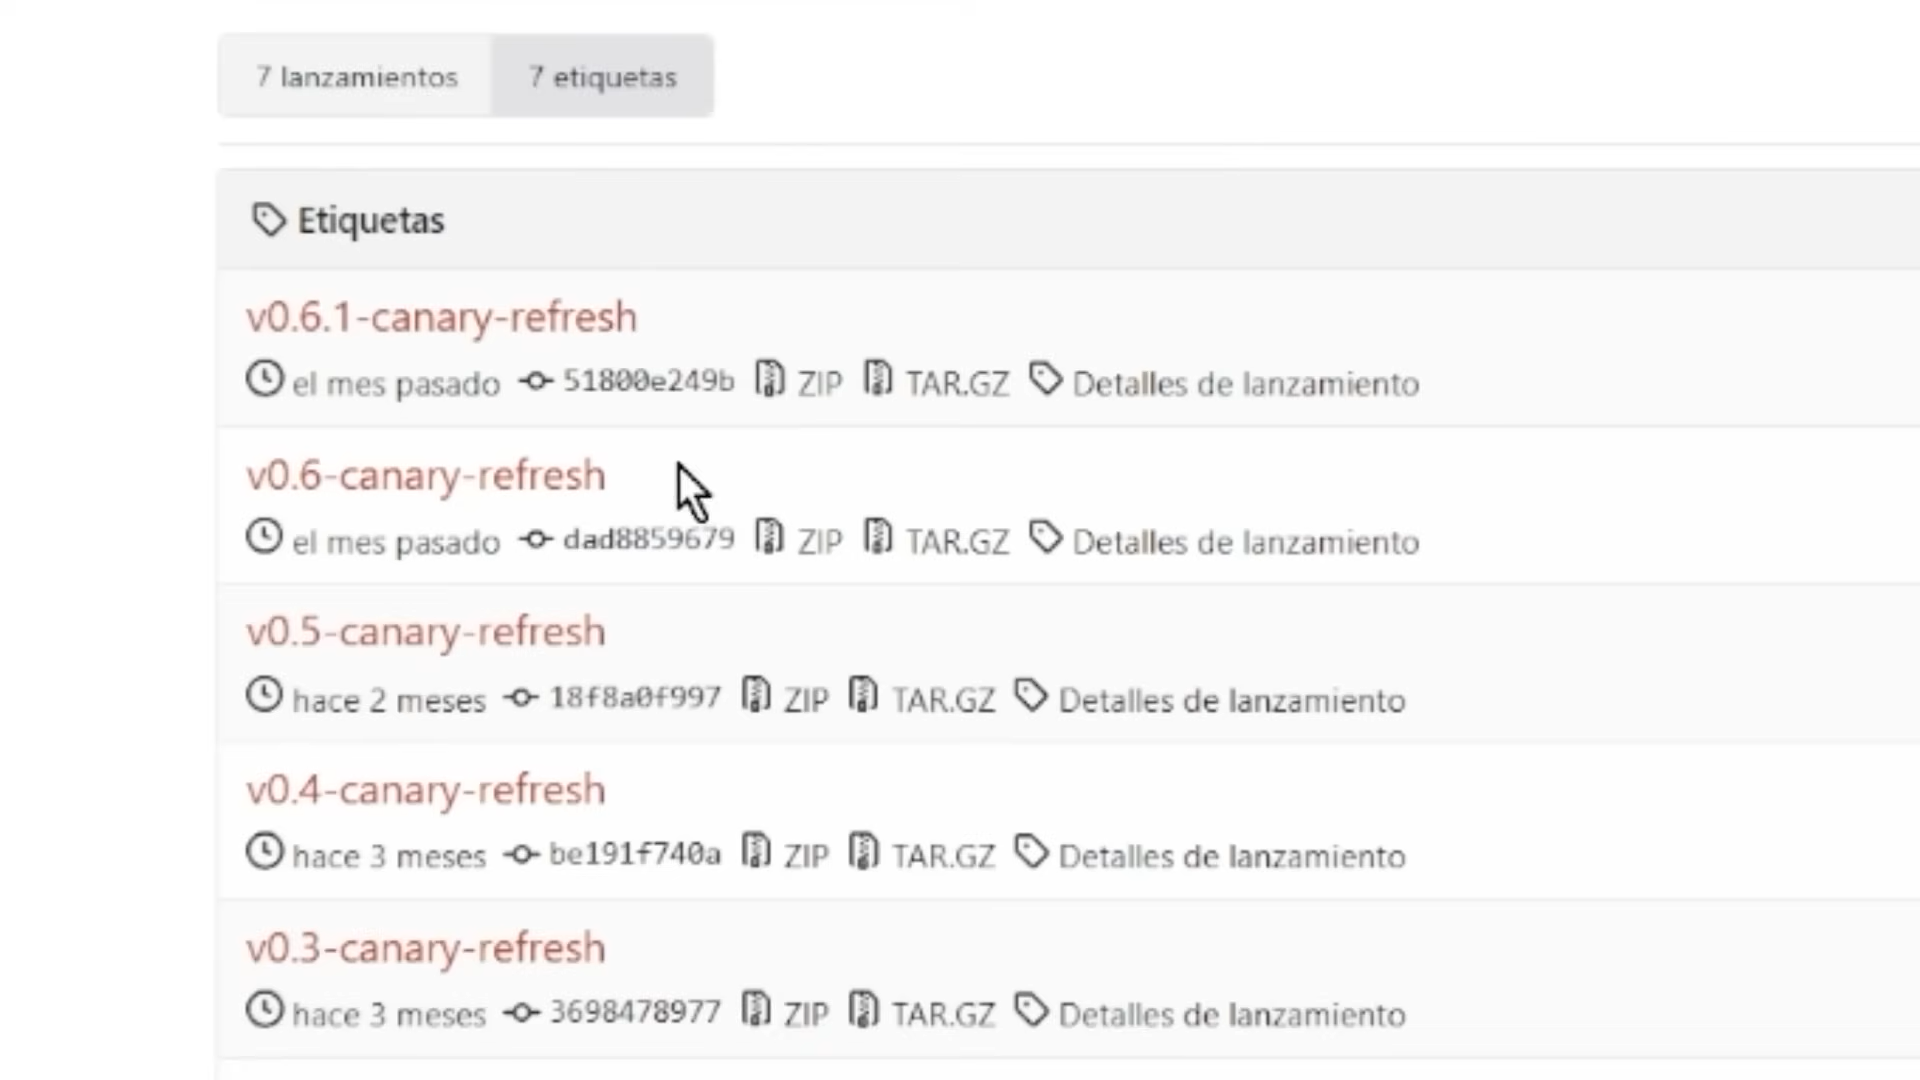 7 lanzamientos 7 etiquetas
Etiquetas
v0.6.1-canary-refresh
el mes pasado 51800e249b ZIP TAR.GZ Detalles de lanzamiento
v0.6-canary-refresh
el mes pasado dad8859679 ZIP TAR.GZ Detalles de lanzamiento
v0.5-canary-refresh
hace 2 meses 18f8a0f997 ZIP TAR.GZ Detalles de lanzamiento
v0.4-canary-refresh
hace 3 meses be191f740a ZIP TAR.GZ Detalles de lanzamiento
v0.3-canary-refresh
hace 3 meses 3698478977 ZIP TAR.GZ Detalles de lanzamiento